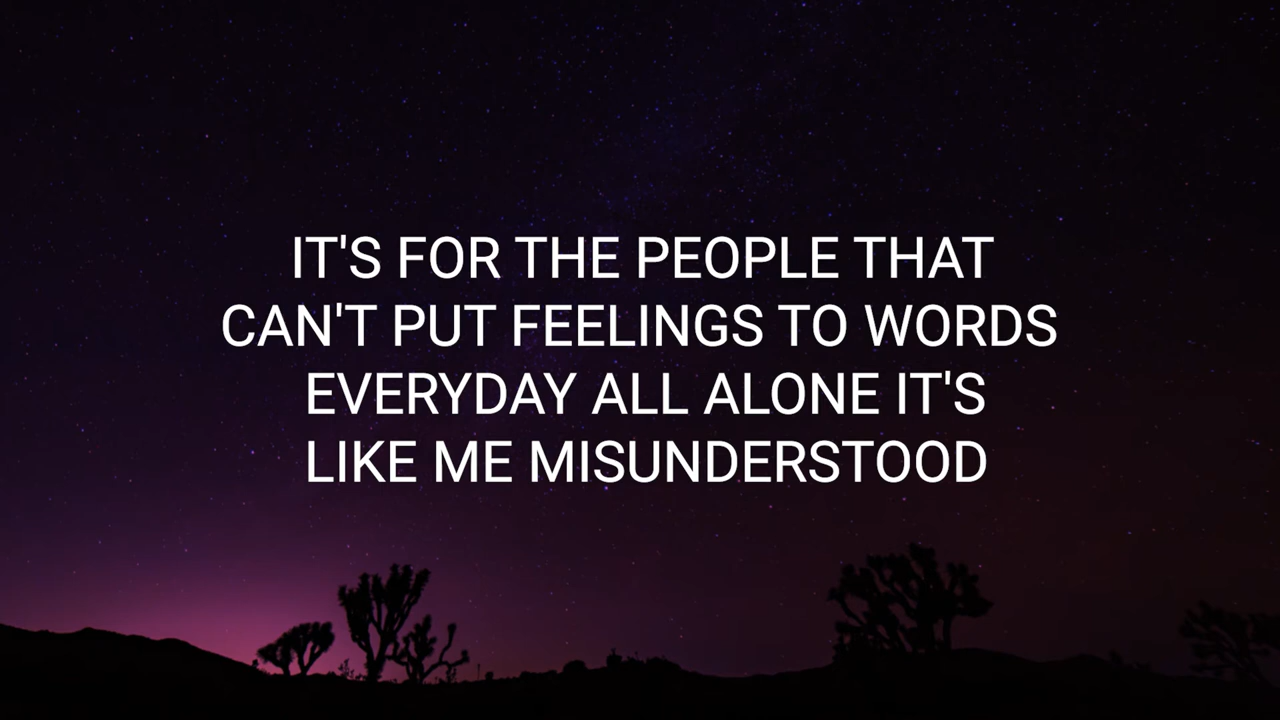 IT'S FOR THE PEOPLE THAT
CAN'T PUT FEELINGS TO WORDS
EVERYDAY ALL ALONE IT'S
LIKE ME MISUNDERSTOOD